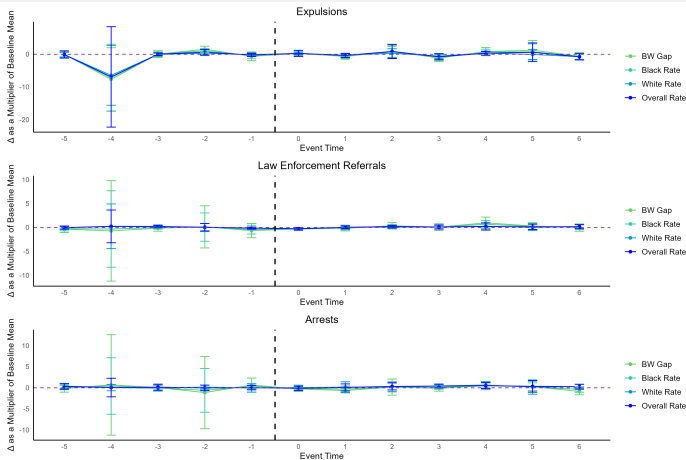 Expulsions
Δ as a Multiplier of Baseline Mean
0
-10
-20
-5 -4 -3 -2 -1 0 1 2 3 4 5 6
Event Time
BW Gap
Black Rate
White Rate
Overall Rate
Law Enforcement Referrals
Δ as a Multiplier of Baseline Mean
10
5
0
-5
-10
-5 -4 -3 -2 -1 0 1 2 3 4 5 6
Event Time
BW Gap
Black Rate
White Rate
Overall Rate
Arrests
Δ as a Multiplier of Baseline Mean
10
5
0
-5
-10
-5 -4 -3 -2 -1 0 1 2 3 4 5 6
Event Time
BW Gap
Black Rate
White Rate
Overall Rate